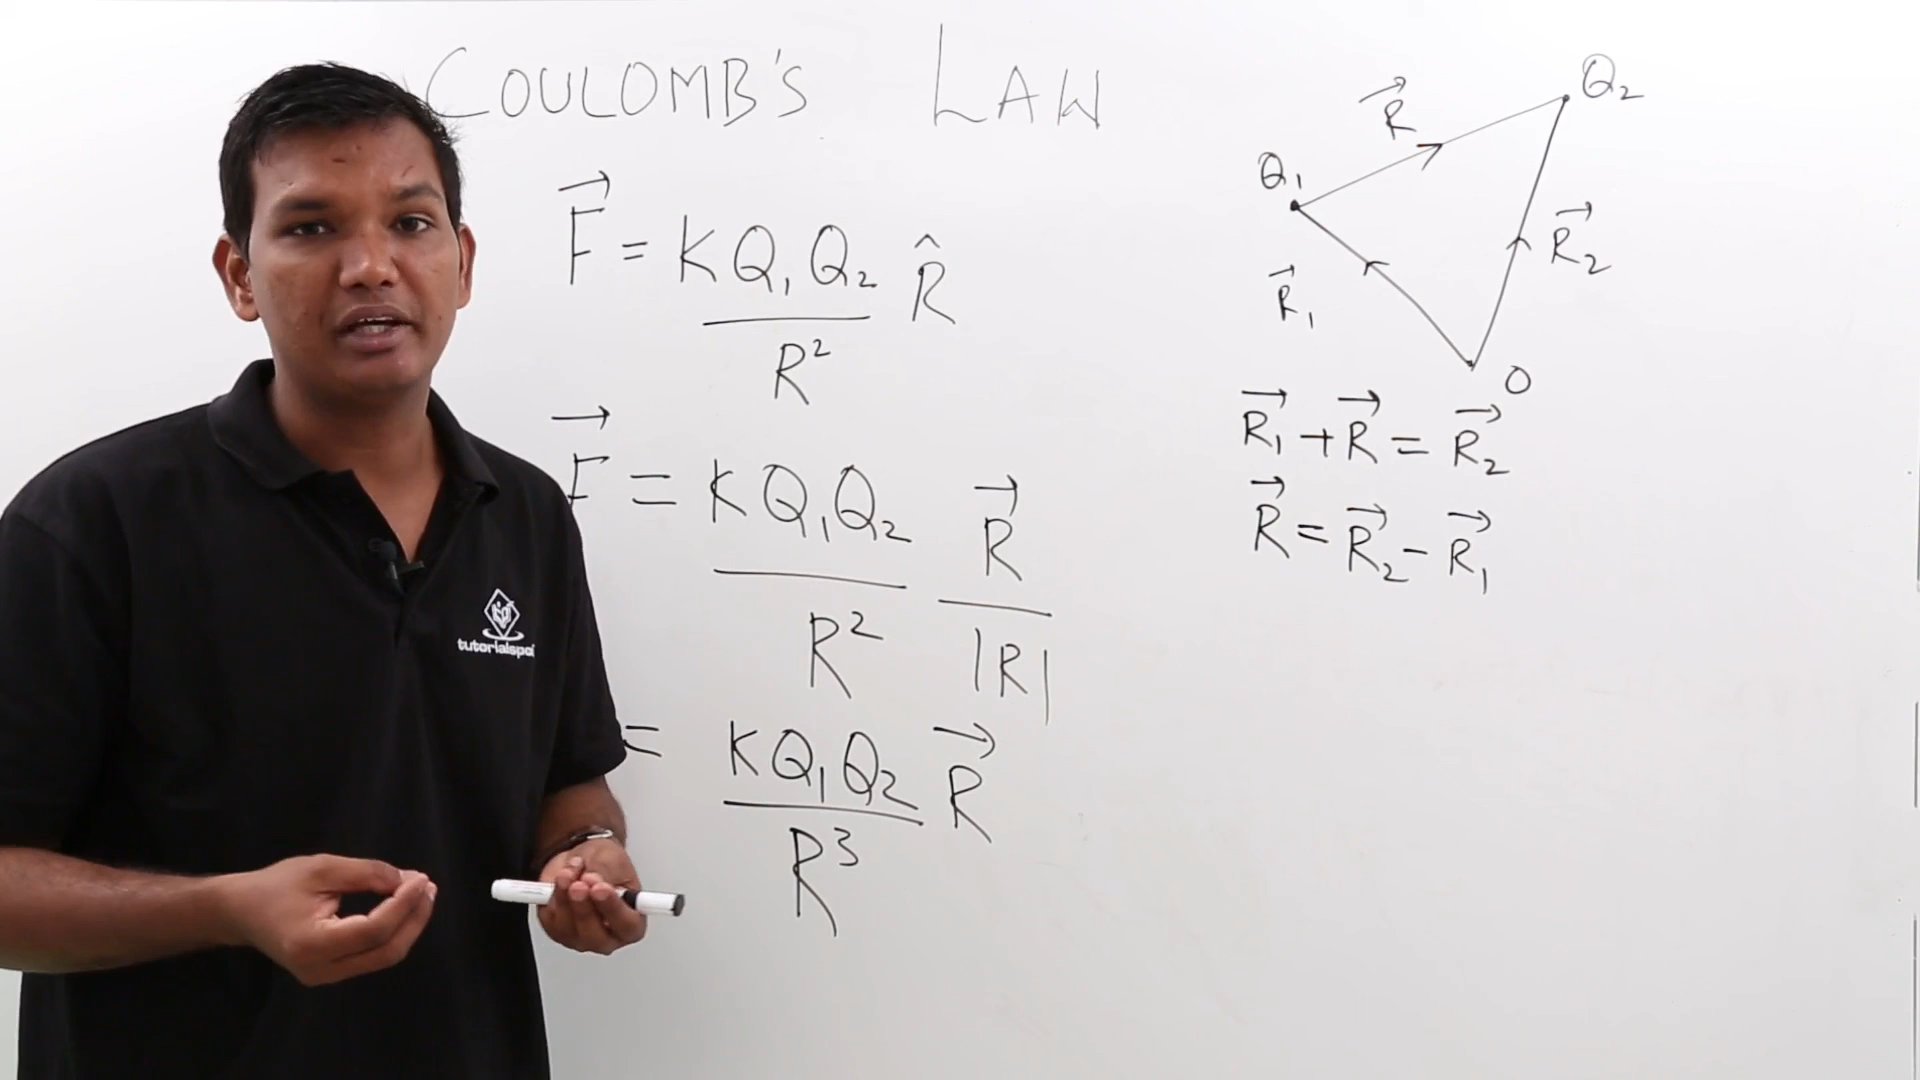 COULOMB'S LAW
F⃗ = KQ₁Q₂ / R² R̂
F⃗ = KQ₁Q₂ / R² R⃗ / |R|
= KQ₁Q₂ / R³ R⃗
Q₂
R⃗
Q₁
R⃗₂
R⃗₁
O
R⃗₁ + R⃗ = R⃗₂
R⃗ = R⃗₂ - R⃗₁
tutorialspoi